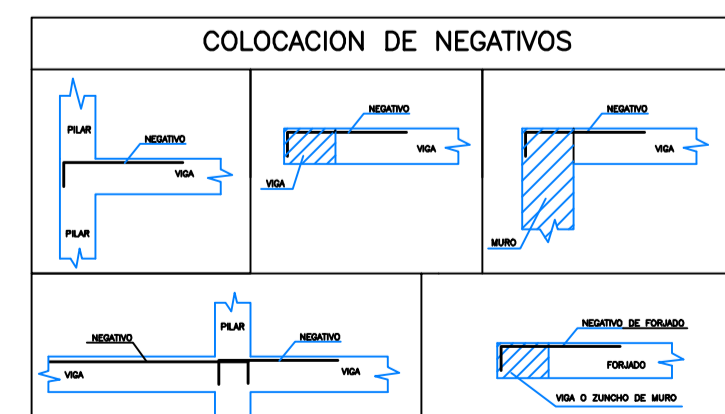 COLOCACION DE NEGATIVOS
PILAR
NEGATIVO
VIGA
PILAR
NEGATIVO
VIGA
VIGA
NEGATIVO
VIGA
MURO
PILAR
NEGATIVO
NEGATIVO
VIGA
VIGA
NEGATIVO DE FORJADO
FORJADO
VIGA O ZUNCHO DE MURO